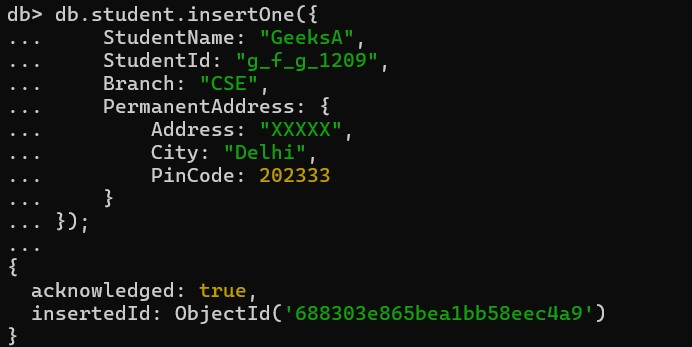 db> db.student.insertOne({
...     StudentName: "GeeksA",
...     StudentId: "g_f_g_1209",
...     Branch: "CSE",
...     PermanentAddress: {
...         Address: "XXXXX",
...         City: "Delhi",
...         PinCode: 202333
...     }
... });
...
{
  acknowledged: true,
  insertedId: ObjectId('688303e865bea1bb58eec4a9')
}